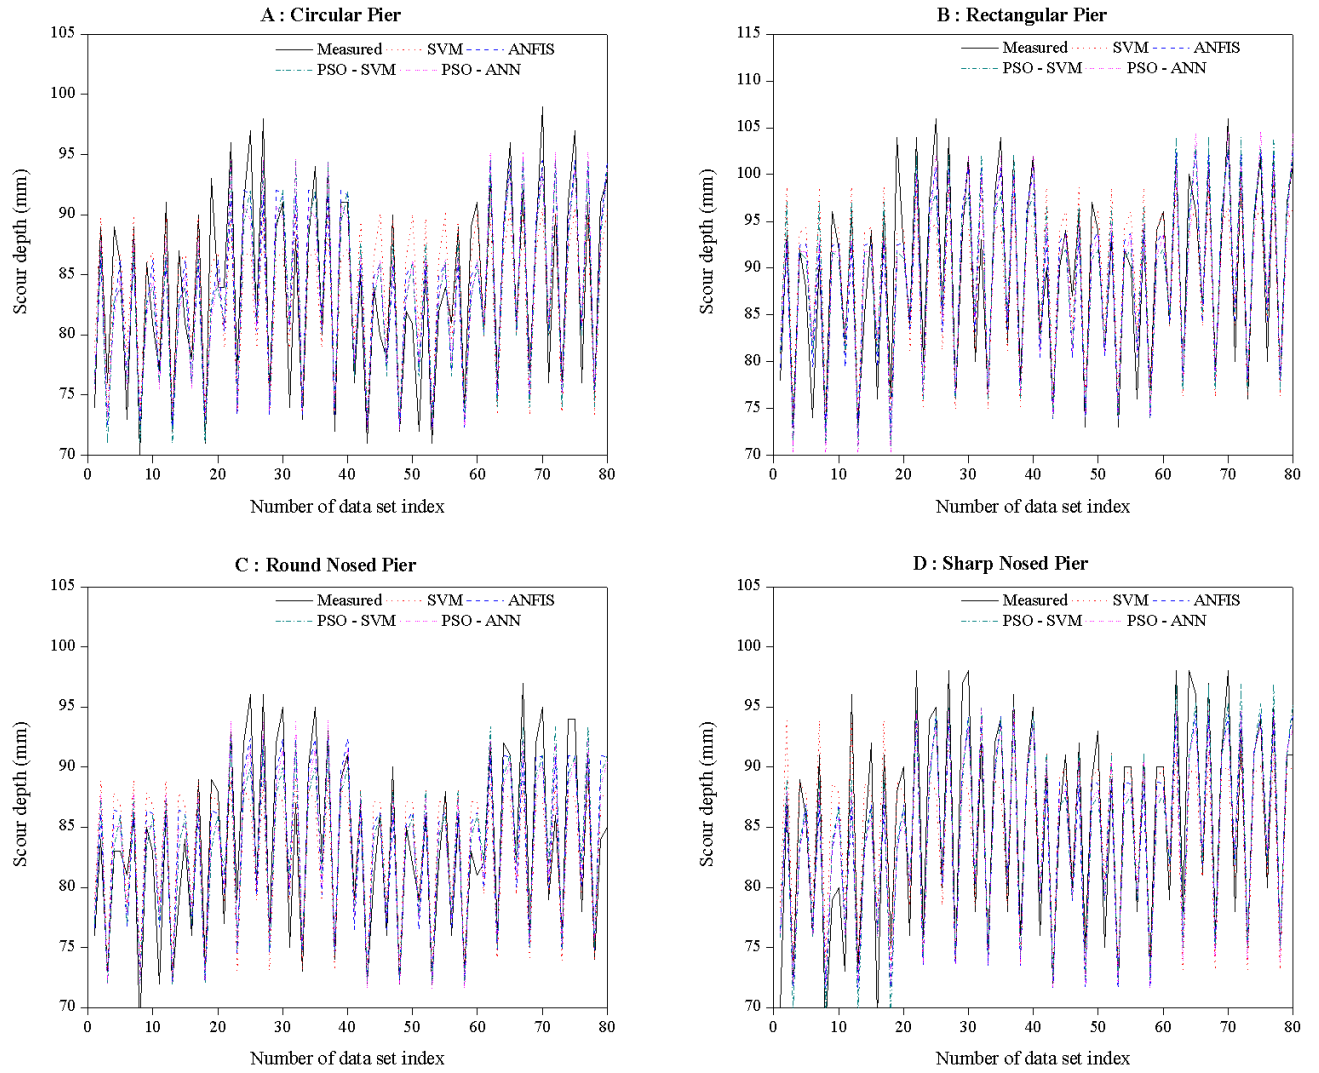 A : Circular Pier
105
100
95
90
85
80
75
70
Scour depth (mm)
Measured SVM ANFIS
PSO - SVM PSO - ANN
0 10 20 30 40 50 60 70 80
Number of data set index
B : Rectangular Pier
115
110
105
100
95
90
85
80
75
70
Scour depth (mm)
Measured SVM ANFIS
PSO - SVM PSO - ANN
0 10 20 30 40 50 60 70 80
Number of data set index
C : Round Nosed Pier
105
100
95
90
85
80
75
70
Scour depth (mm)
Measured SVM ANFIS
PSO - SVM PSO - ANN
0 10 20 30 40 50 60 70 80
Number of data set index
D : Sharp Nosed Pier
105
100
95
90
85
80
75
70
Scour depth (mm)
Measured SVM ANFIS
PSO - SVM PSO - ANN
0 10 20 30 40 50 60 70 80
Number of data set index